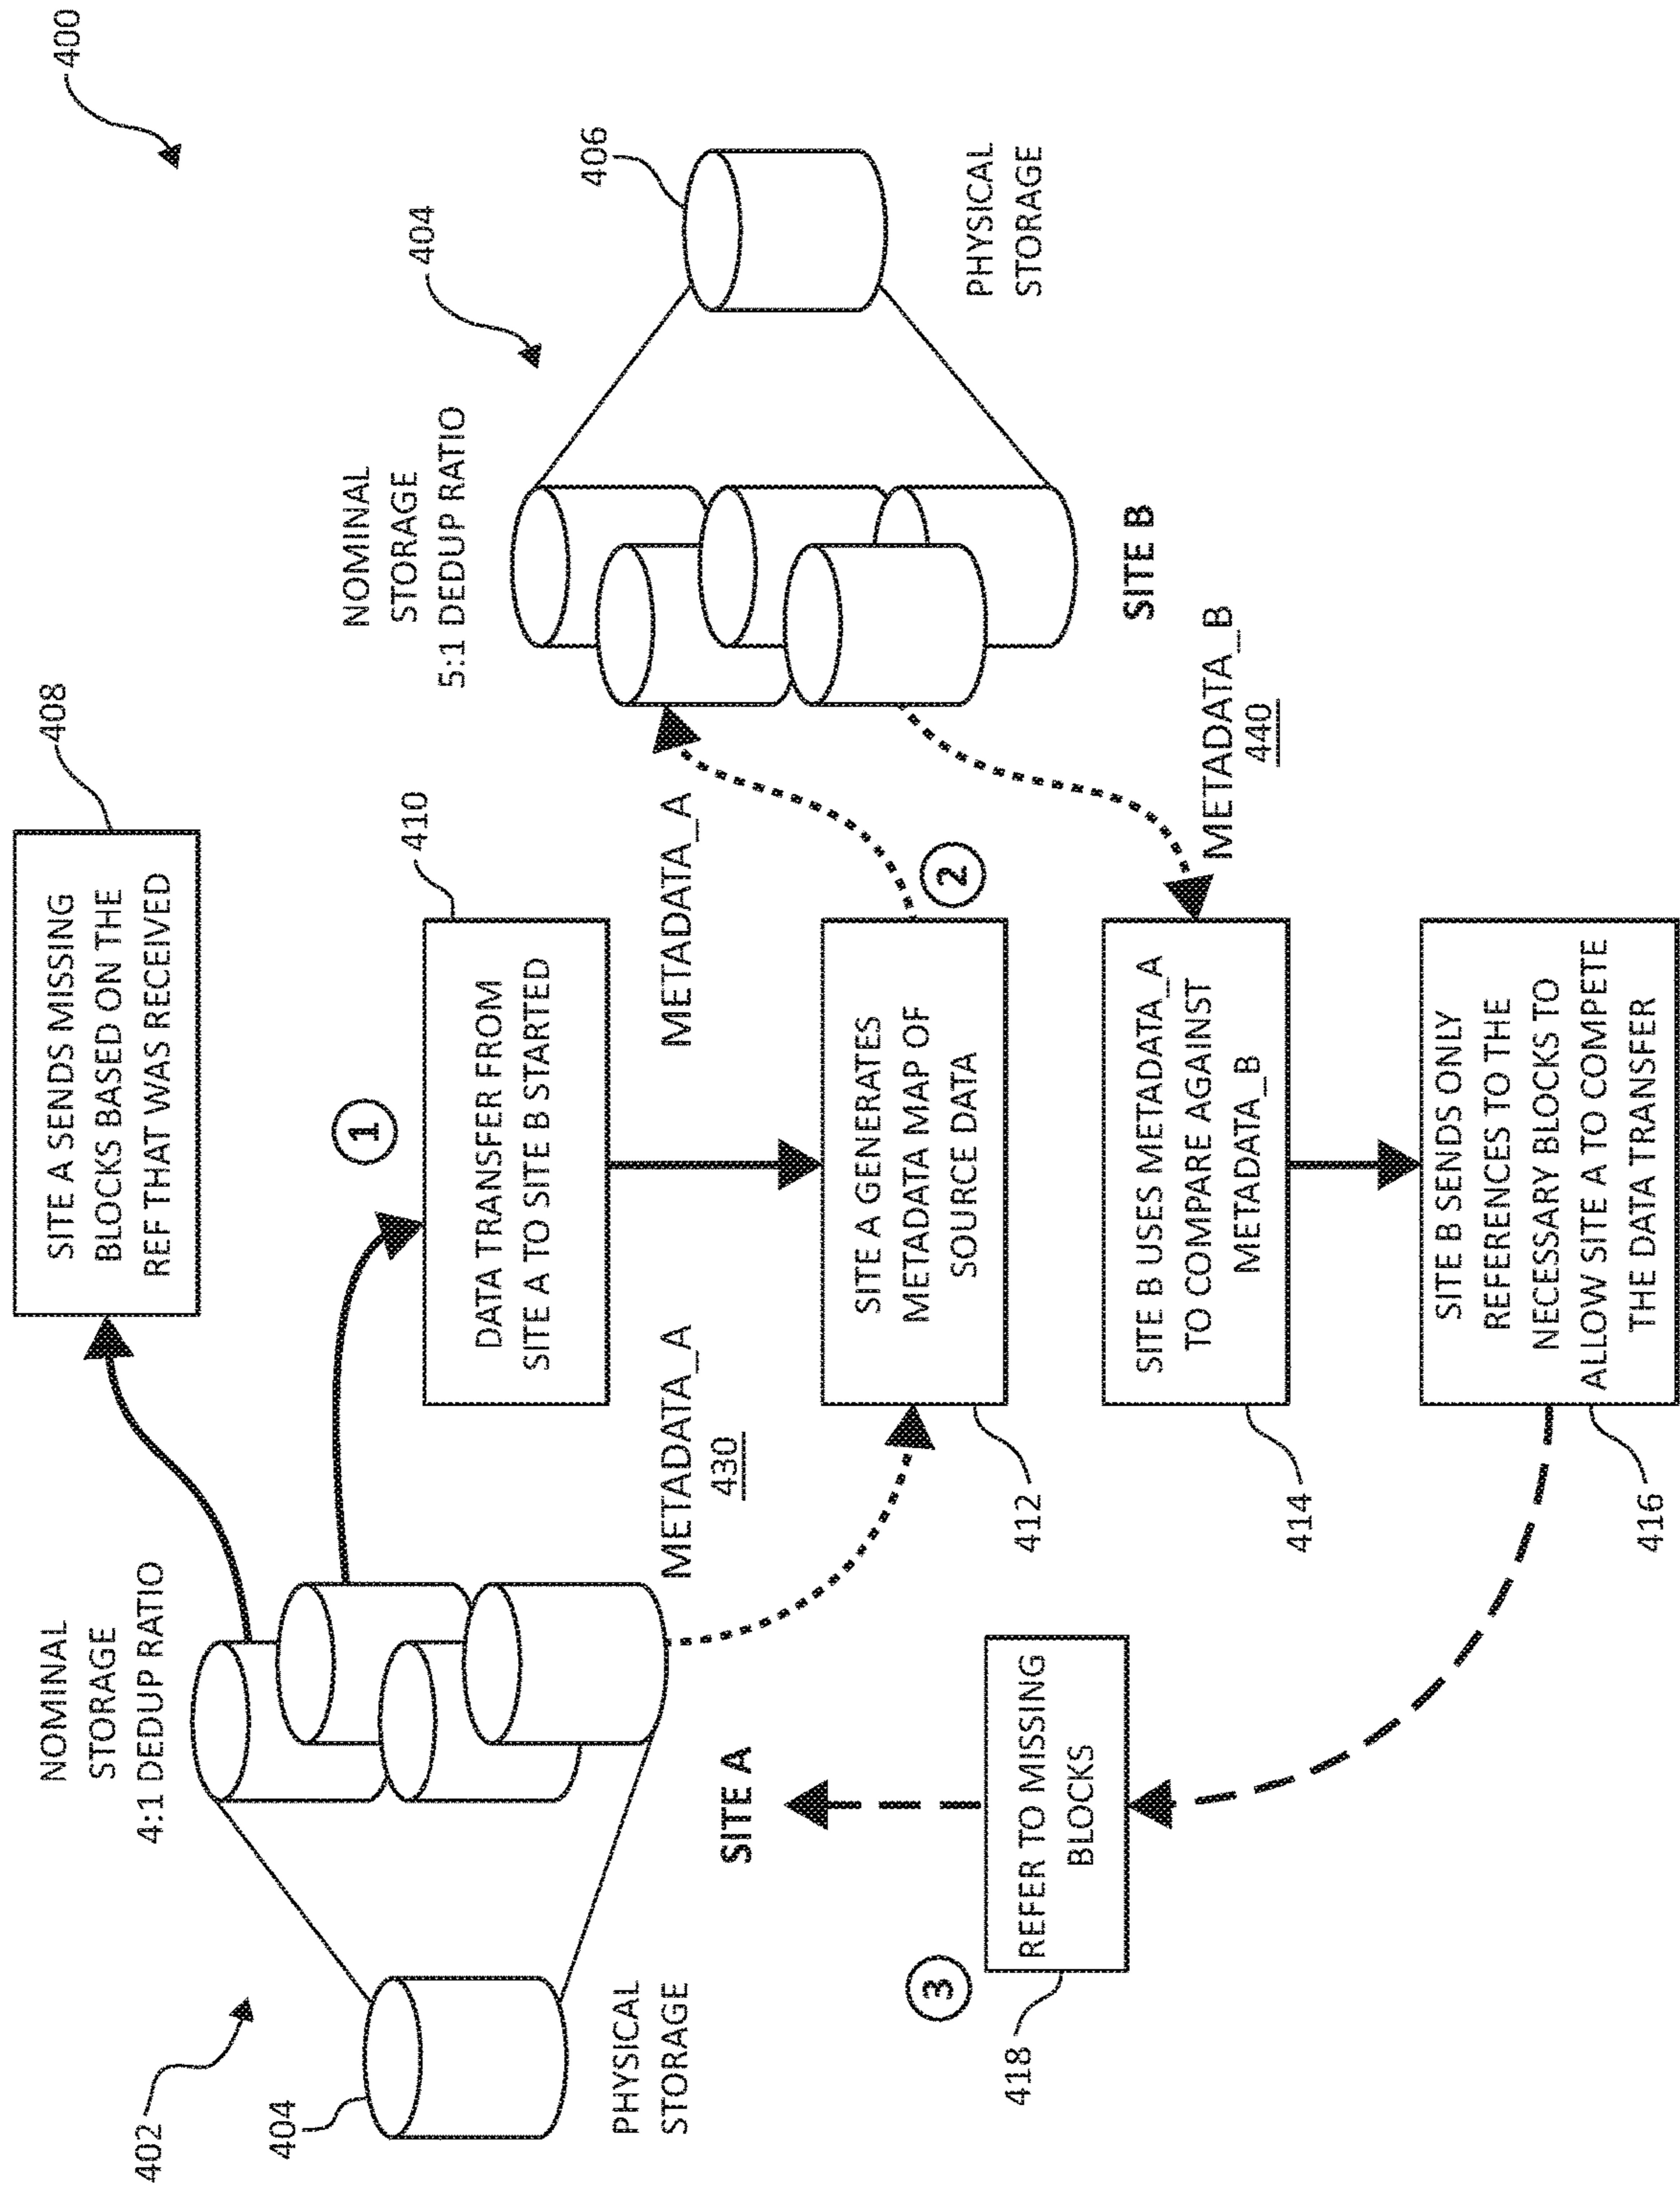 400
SITE A SENDS MISSING
BLOCKS BASED ON THE
REF THAT WAS RECEIVED
408
402
NOMINAL
STORAGE
4:1 DEDUP RATIO
404
PHYSICAL
STORAGE
SITE A
1
DATA TRANSFER FROM
SITE A TO SITE B STARTED
410
NOMINAL
STORAGE
5:1 DEDUP RATIO
404
406
PHYSICAL
STORAGE
SITE B
METADATA_A
430
METADATA_A
SITE A GENERATES
METADATA MAP OF
SOURCE DATA
412
2
METADATA_B
440
SITE B USES METADATA_A
TO COMPARE AGAINST
METADATA_B
414
SITE B SENDS ONLY
REFERENCES TO THE
NECESSARY BLOCKS TO
ALLOW SITE A TO COMPETE
THE DATA TRANSFER
416
3
REFER TO MISSING
BLOCKS
418